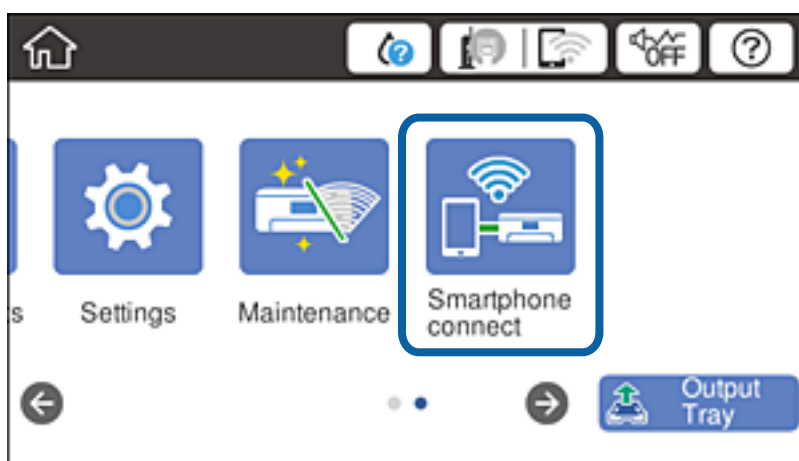 OFF
s
Settings
Maintenance
Smartphone
connect
Output
Tray